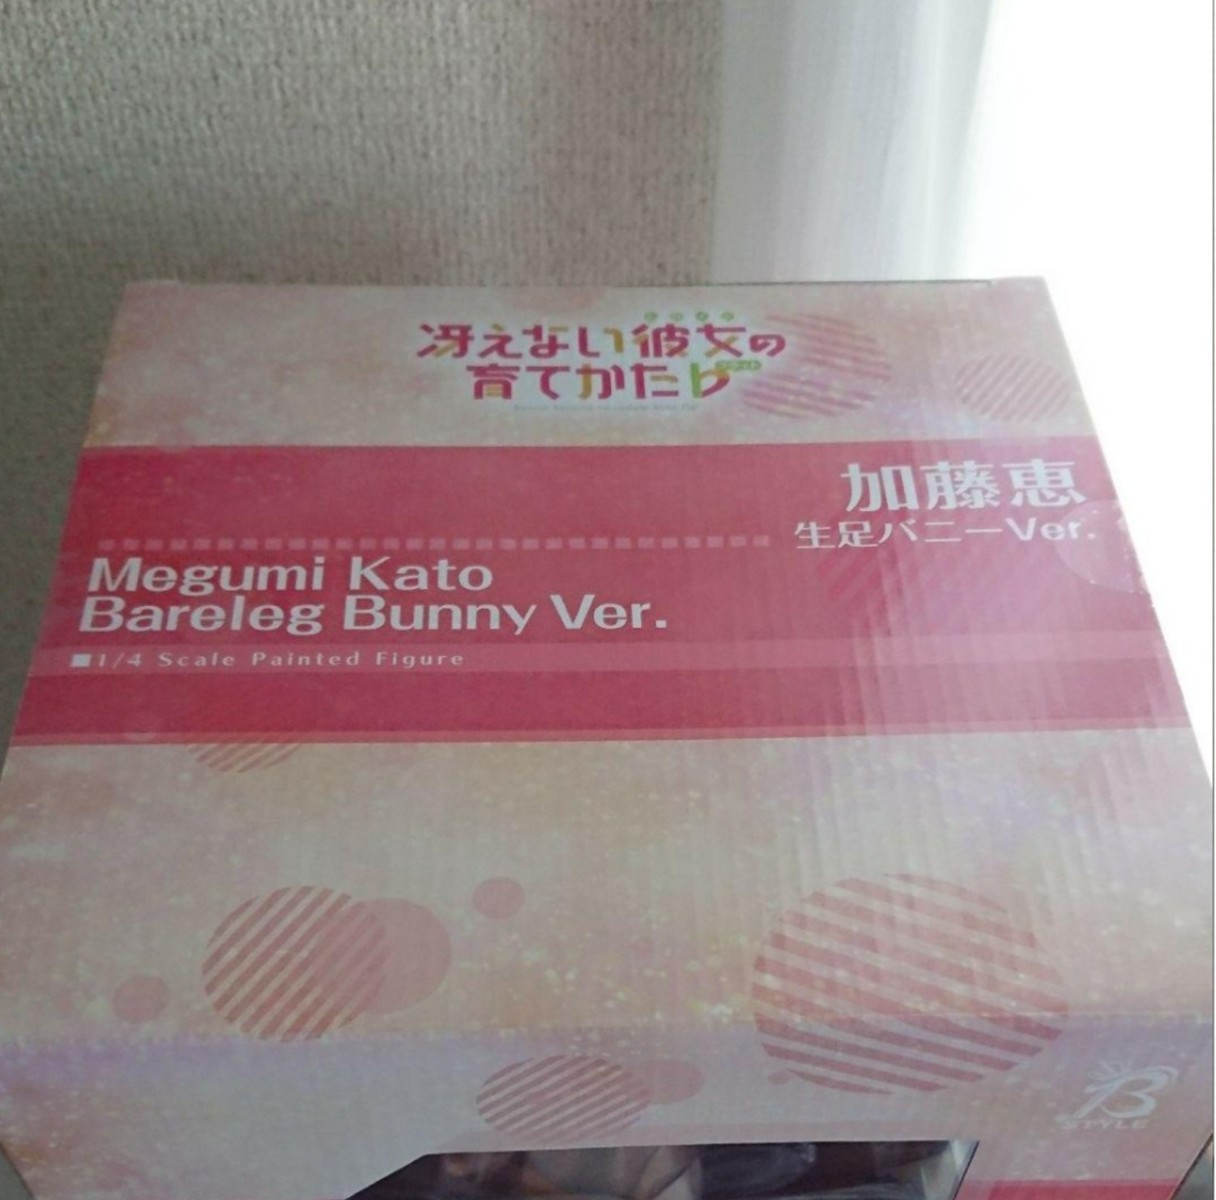 冴えない彼女の
育てかた♭
加藤恵
生足バニーVer.
Megumi Kato
Bareleg Bunny Ver.
■1/4 Scale Painted Figure
B
STYLE